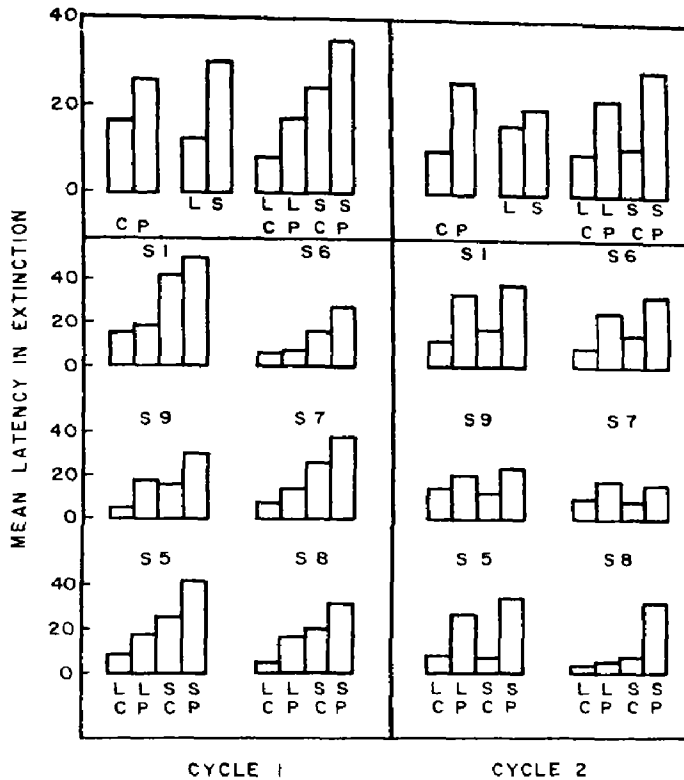 MEAN LATENCY IN EXTINCTION
40
20
0
L S
L L S S
C P
C P C P
L S
L L S S
C P
C P C P
S1 S6 S1 S6
40
20
0
S9 S7 S9 S7
40
20
0
S5 S8 S5 S8
40
20
0
L L S S L L S S L L S S L L S S
C P C P C P C P C P C P C P C P
CYCLE 1 CYCLE 2